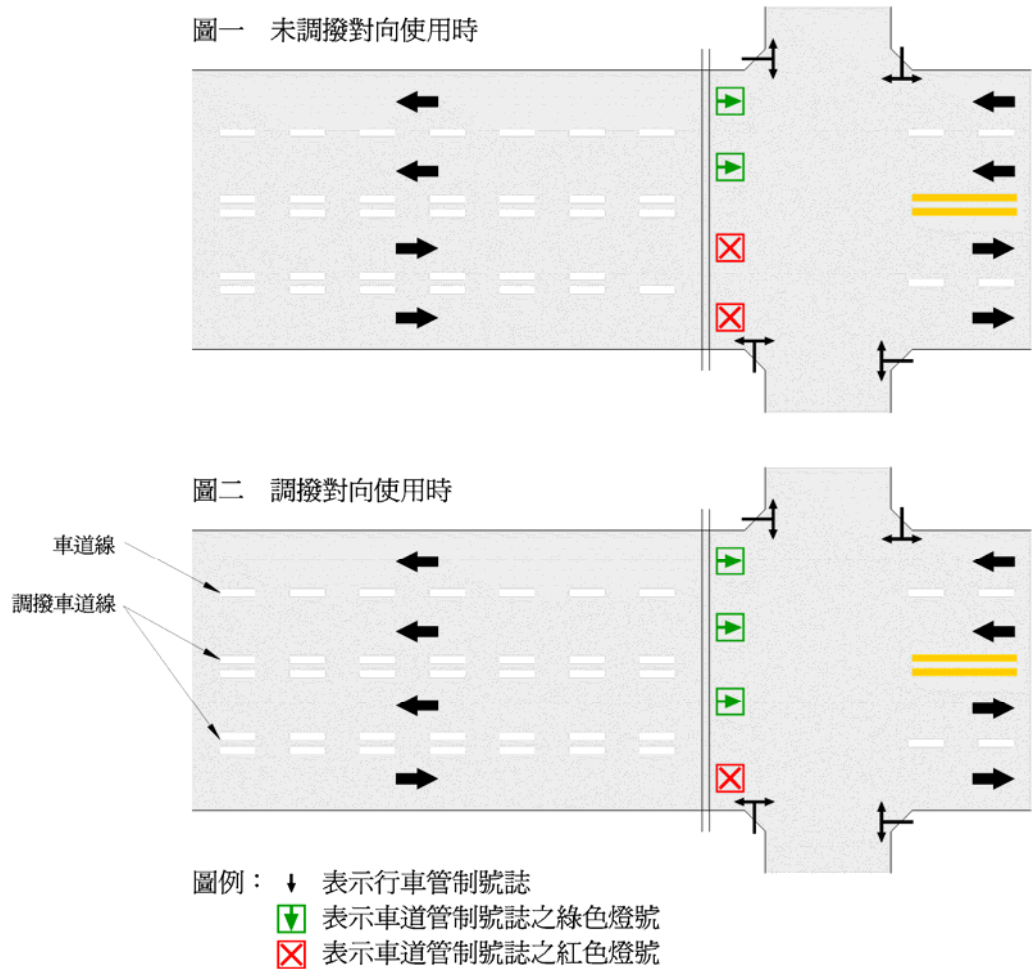 圖一　未調撥對向使用時
圖二　調撥對向使用時
車道線
調撥車道線
圖例：表示行車管制號誌
表示車道管制號誌之綠色燈號
表示車道管制號誌之紅色燈號